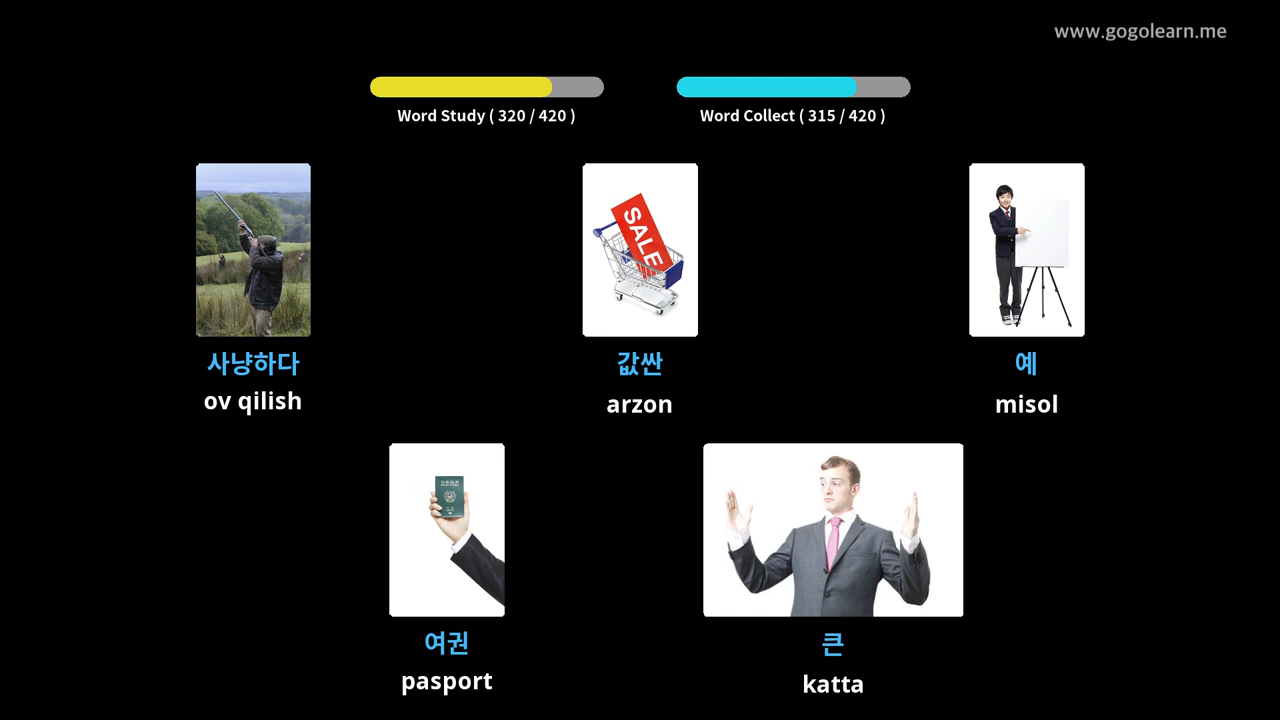 www.gogolearn.me
Word Study ( 320 / 420 )
Word Collect ( 315 / 420 )
SALE
사냥하다
ov qilish
값싼
arzon
예
misol
여권
pasport
큰
katta